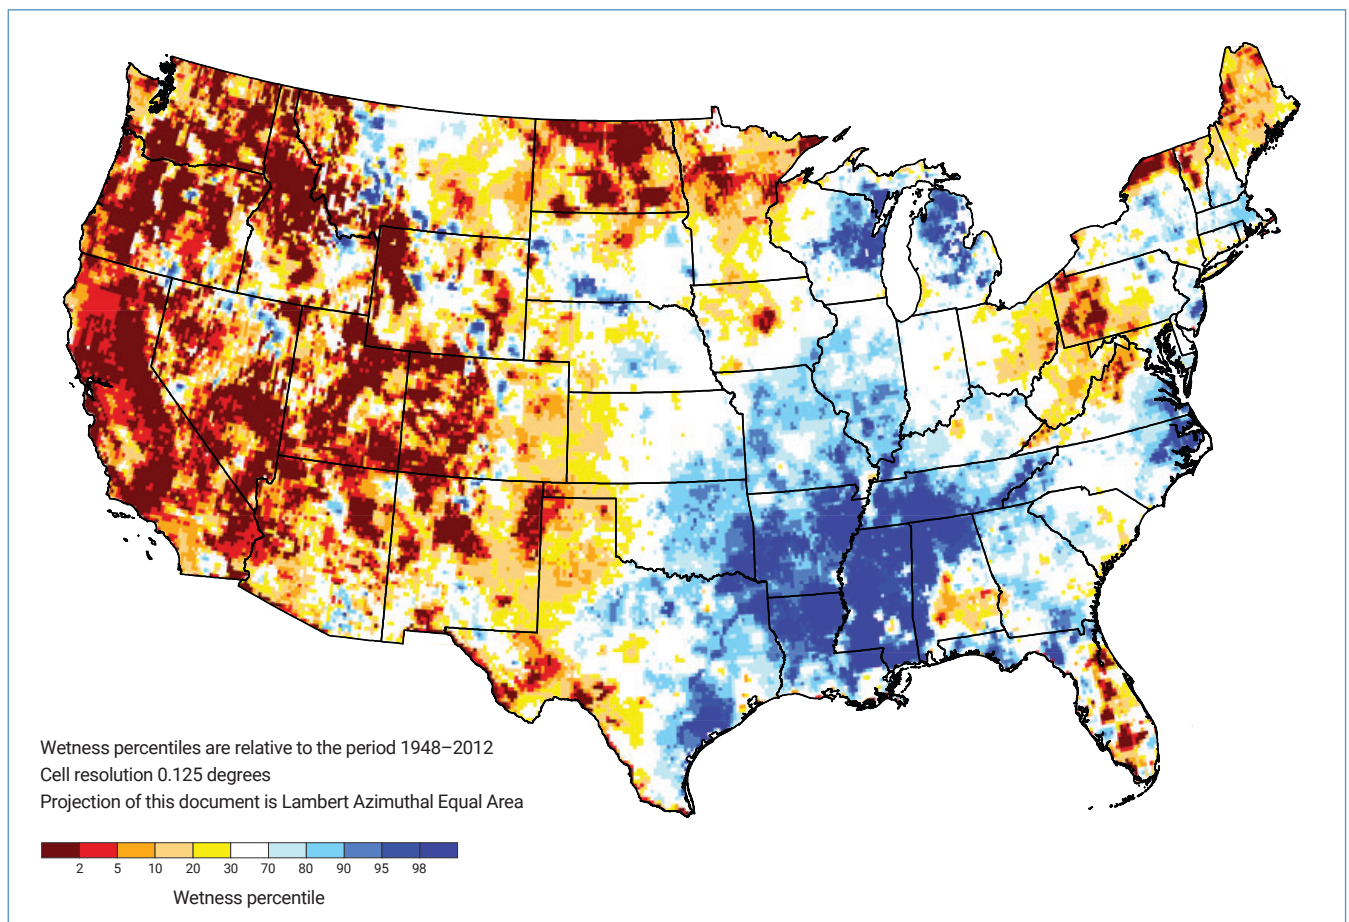 Wetness percentiles are relative to the period 1948–2012
Cell resolution 0.125 degrees
Projection of this document is Lambert Azimuthal Equal Area
2 5 10 20 30 70 80 90 95 98
Wetness percentile